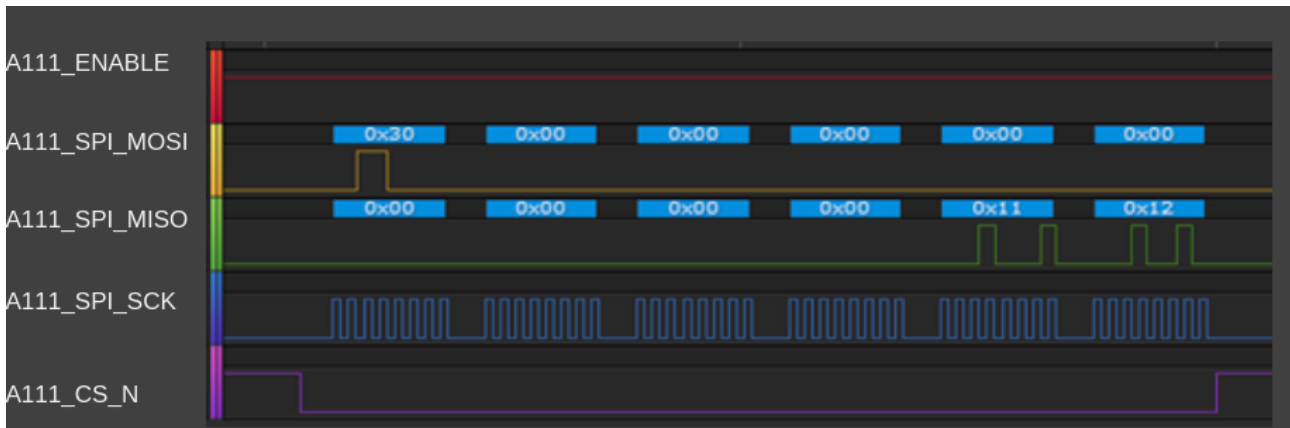 A111_ENABLE
A111_SPI_MOSI
0x30 0x00 0x00 0x00 0x00 0x00
A111_SPI_MISO
0x00 0x00 0x00 0x00 0x11 0x12
A111_SPI_SCK
A111_CS_N